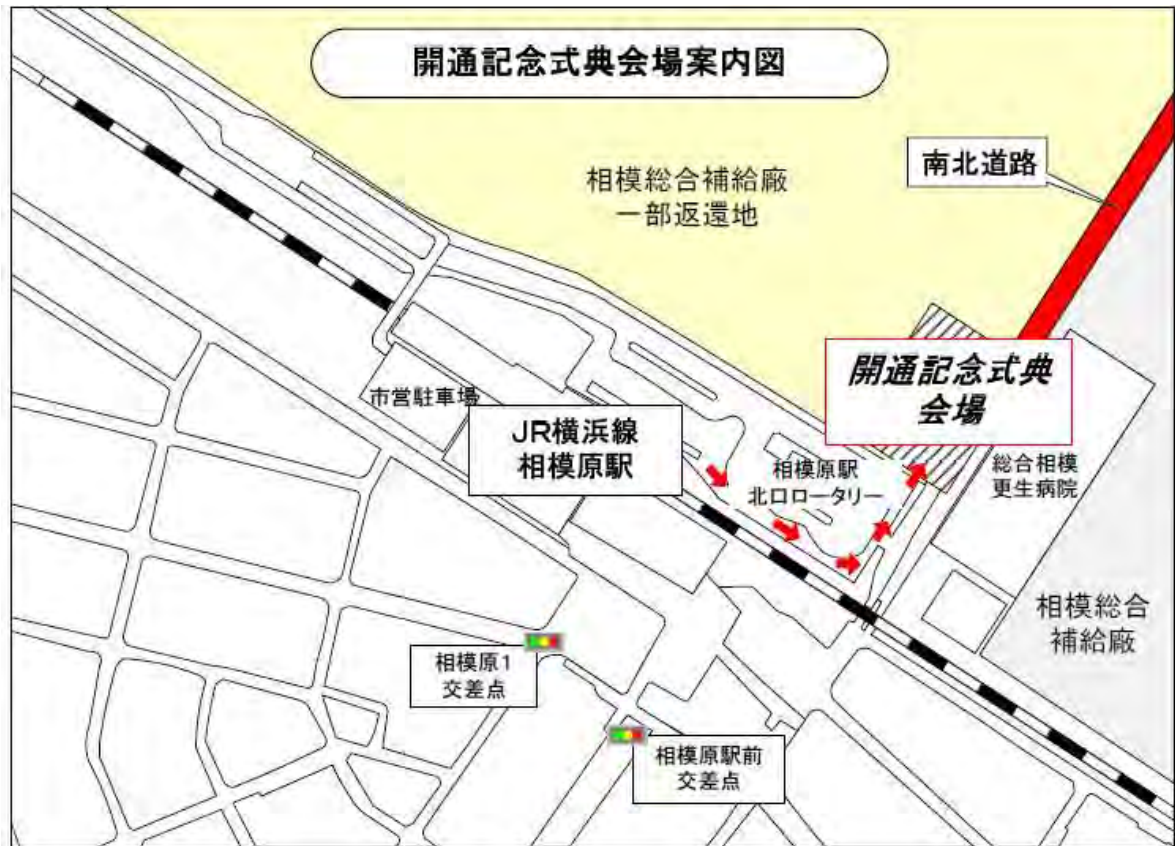 開通記念式典会場案内図
相模総合補給廠
一部返還地
南北道路
開通記念式典
会場
市営駐車場
JR横浜線
相模原駅
相模原駅
北口ロータリー
総合相模
更生病院
相模総合
補給廠
相模原1
交差点
相模原駅前
交差点